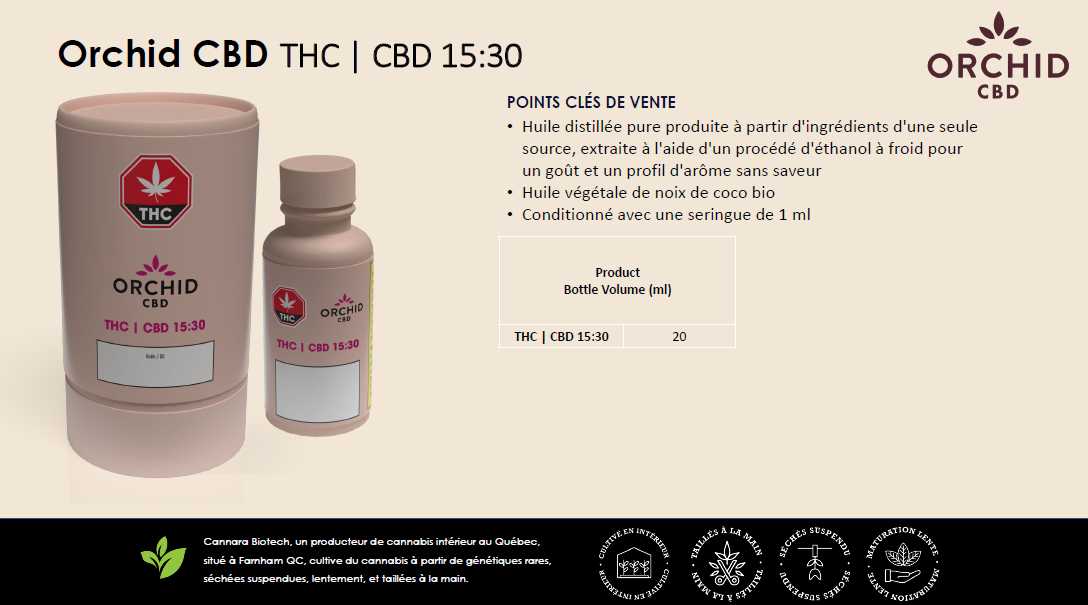 Orchid CBD THC | CBD 15:30
ORCHID
CBD
POINTS CLÉS DE VENTE
• Huile distillée pure produite à partir d'ingrédients d'une seule
source, extraite à l'aide d'un procédé d'éthanol à froid pour
un goût et un profil d'arôme sans saveur
• Huile végétale de noix de coco bio
• Conditionné avec une seringue de 1 ml
Product
Bottle Volume (ml)
THC | CBD 15:30 20
THC
ORCHID
CBD
THC | CBD 15:30
Huile / Oil
THC
ORCHID
CBD
THC | CBD 15:30
Cannara Biotech, un producteur de cannabis intérieur au Québec,
situé à Farnham QC, cultive du cannabis à partir de génétiques rares,
séchées suspendues, lentement, et taillées à la main.
CULTIVÉ EN INTÉRIEUR • CULTIVÉ EN INTÉRIEUR •
TAILLÉS À LA MAIN • TAILLÉS À LA MAIN •
SÉCHÉS SUSPENDU • SÉCHÉS SUSPENDU •
MATURATION LENTE • MATURATION LENTE •